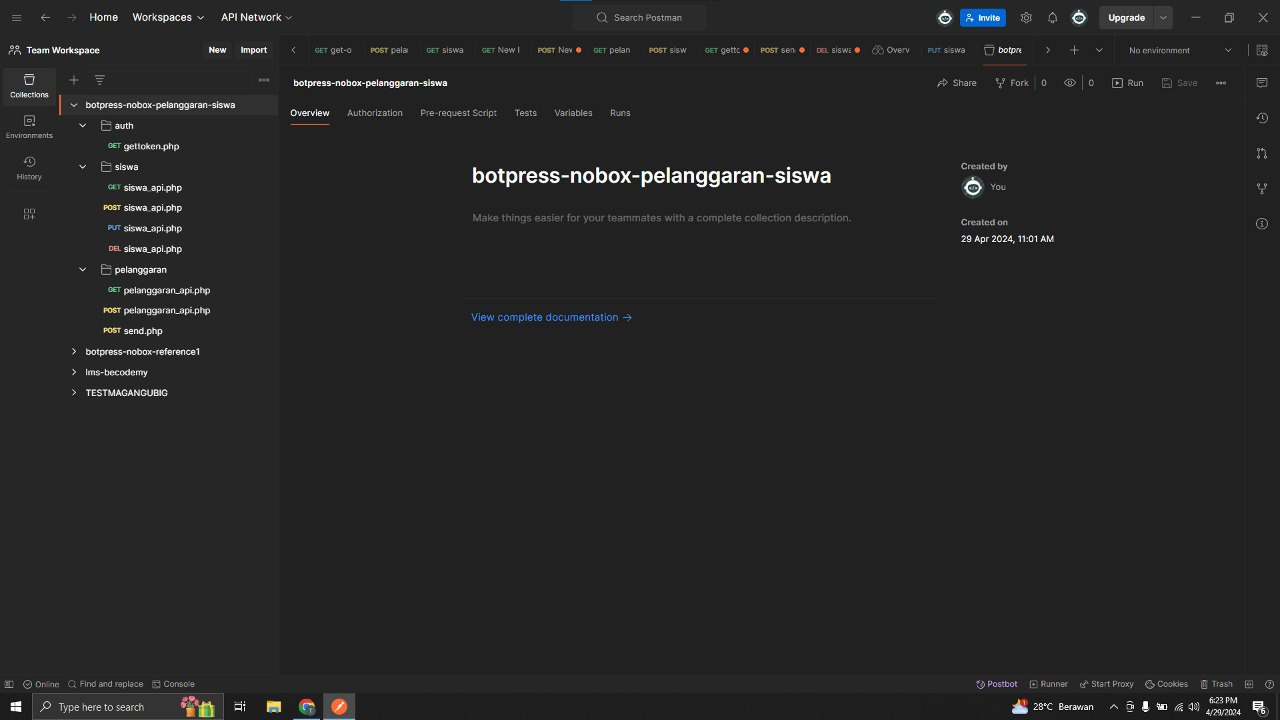 Home Workspaces API Network Search Postman Invite Upgrade
Team Workspace New Import
GET get-o POST pela GET siswa GET New POST Nev GET pelan POST sisw GET gettc POST sen DEL siswa Overv PUT siswa botpre No environment
Collections
Environments
History
botpress-nobox-pelanggaran-siswa
auth
GET gettoken.php
siswa
GET siswa_api.php
POST siswa_api.php
PUT siswa_api.php
DEL siswa_api.php
pelanggaran
GET pelanggaran_api.php
POST pelanggaran_api.php
POST send.php
botpress-nobox-reference1
lms-becodemy
TESTMAGANGUBIG
botpress-nobox-pelanggaran-siswa Share Fork 0 0 Run Save
Overview Authorization Pre-request Script Tests Variables Runs
botpress-nobox-pelanggaran-siswa
Make things easier for your teammates with a complete collection description.
View complete documentation →
Created by
You
Created on
29 Apr 2024, 11:01 AM
Online Find and replace Console Postbot Runner Start Proxy Cookies Trash
Type here to search 28°C Berawan 6:23 PM
4/29/2024